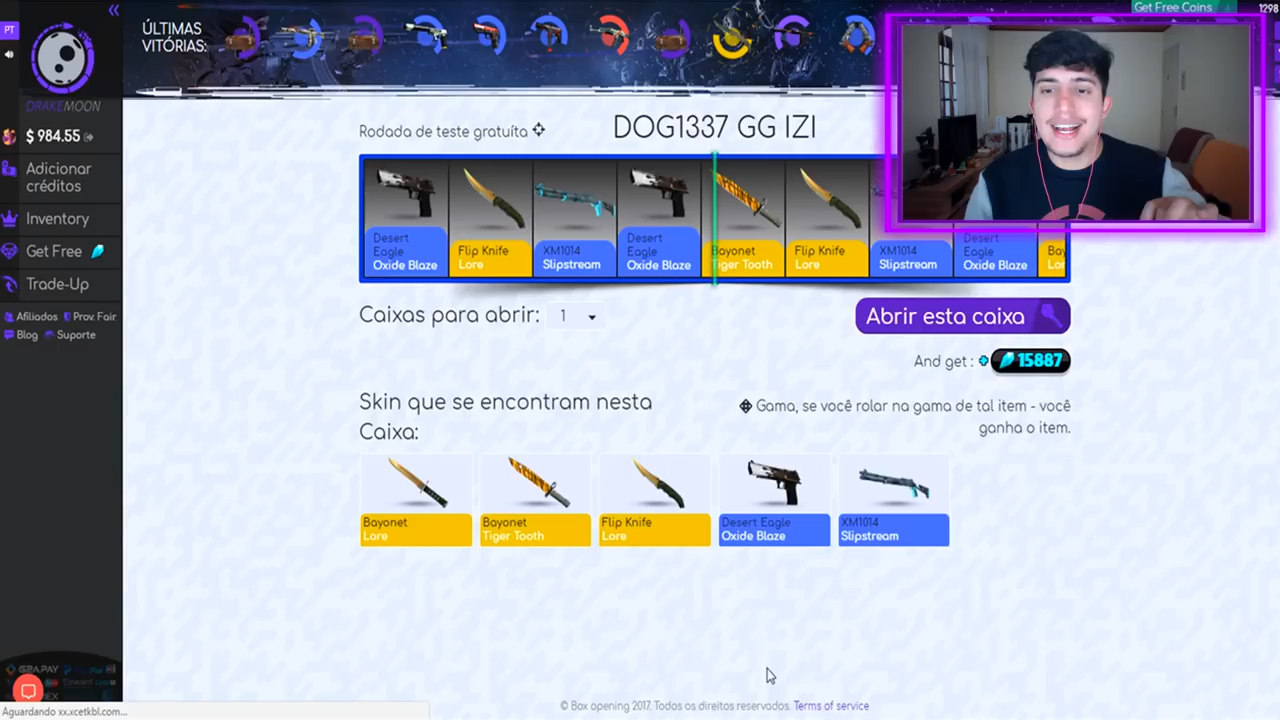 Get Free Coins
1298
PT
ÚLTIMAS
VITÓRIAS:
DRAKEMOON
$ 984.55
Adicionar
créditos
Inventory
Get Free
Trade-Up
Afiliados
Prov. Fair
Blog
Suporte
Rodada de teste gratuíta
DOG1337 GG IZI
Desert
Eagle
Oxide Blaze
Flip Knife
Lore
XM1014
Slipstream
Desert
Eagle
Oxide Blaze
Bayonet
Tiger Tooth
Flip Knife
Lore
XM1014
Slipstream
Desert
Eagle
Oxide Blaze
Caixas para abrir: 1
Abrir esta caixa
And get :
15887
Skin que se encontram nesta
Caixa:
Gama, se você rolar na gama de tal item - você
ganha o item.
Bayonet
Lore
Bayonet
Tiger Tooth
Flip Knife
Lore
Desert Eagle
Oxide Blaze
XM1014
Slipstream
G2A.PAY
© Box opening 2017. Todos os direitos reservados. Terms of service
Aguardando xx.xcetkbl.com...